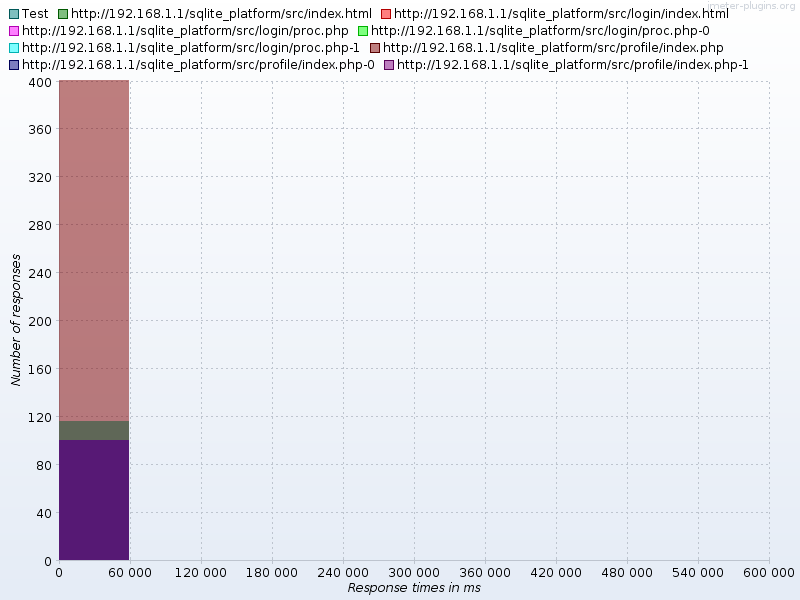 jmeter-plugins.org
Test http://192.168.1.1/sqlite_platform/src/index.html http://192.168.1.1/sqlite_platform/src/login/index.html
http://192.168.1.1/sqlite_platform/src/login/proc.php http://192.168.1.1/sqlite_platform/src/login/proc.php-0
http://192.168.1.1/sqlite_platform/src/login/proc.php-1 http://192.168.1.1/sqlite_platform/src/profile/index.php
http://192.168.1.1/sqlite_platform/src/profile/index.php-0 http://192.168.1.1/sqlite_platform/src/profile/index.php-1
400
360
320
280
240
200
160
120
80
40
0
Number of responses
0 60 000 120 000 180 000 240 000 300 000 360 000 420 000 480 000 540 000 600 000
Response times in ms